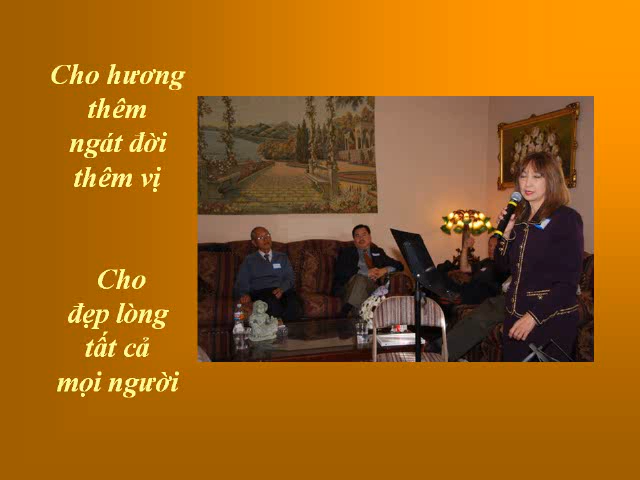 Cho hương
thêm
ngát đời
thêm vị
Cho
đẹp lòng
tất cả
mọi người